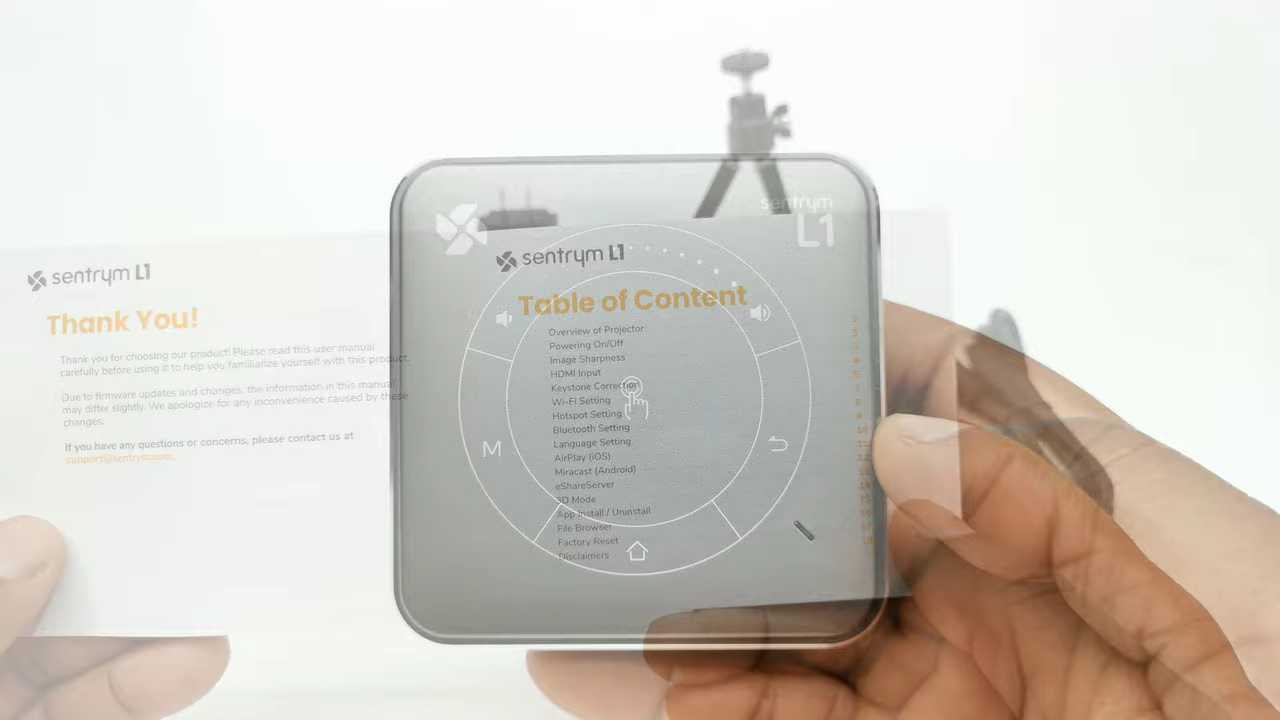 sentrym L1
Thank You!
Thank you for choosing our product! Please read this user manual
carefully before using it to help you familiarize yourself with this product.
Due to firmware updates and changes, the information in this manual
may differ slightly. We apologize for any inconvenience caused by these
changes.
If you have any questions or concerns, please contact us at
support@sentrym.com.
sentrym L1
Table of Content
Overview of Projector
Powering On/Off
Image Sharpness
HDMI Input
Keystone Correction
Wi-Fi Setting
Hotspot Setting
Bluetooth Setting
Language Setting
AirPlay (iOS)
Miracast (Android)
eShareServer
3D Mode
App Install / Uninstall
File Browser
Factory Reset
Disclaimers
sentrym
L1
M